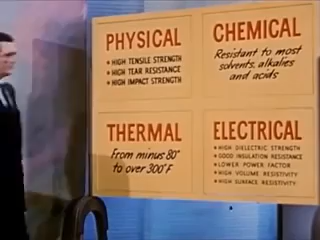 PHYSICAL
• HIGH TENSILE STRENGTH
• HIGH TEAR RESISTANCE
• HIGH IMPACT STRENGTH
CHEMICAL
Resistant to most
solvents, alkalies
and acids
THERMAL
From minus 80°
to over 300°F
ELECTRICAL
• HIGH DIELECTRIC STRENGTH
• GOOD INSULATION RESISTANCE
• LOWER POWER FACTOR
• HIGH VOLUME RESISTIVITY
• HIGH SURFACE RESISTIVITY